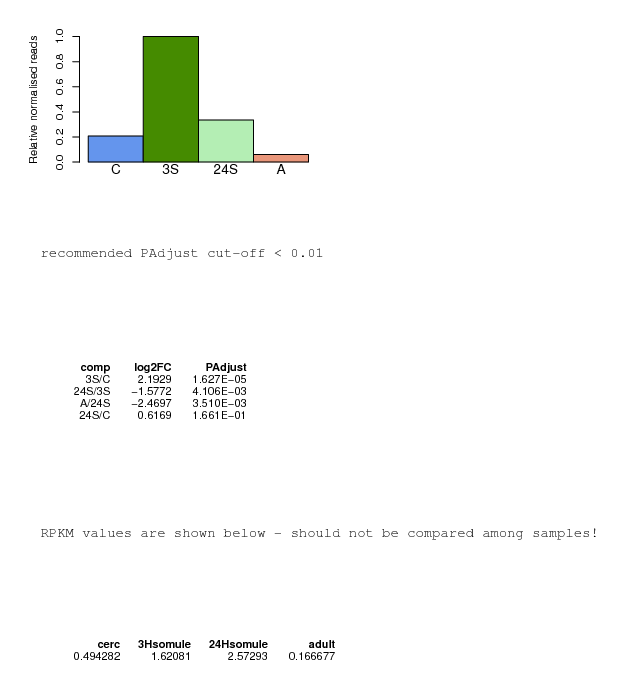 Relative normalised reads
1.0
0.8
0.6
0.4
0.2
0.0
C 3S 24S A
recommended PAdjust cut-off < 0.01
comp log2FC PAdjust
3S/C 2.1929 1.627E-05
24S/3S -1.5772 4.106E-03
A/24S -2.4697 3.510E-03
24S/C 0.6169 1.661E-01
RPKM values are shown below - should not be compared among samples!
cerc 3Hsomule 24Hsomule adult
0.494282 1.62081 2.57293 0.166677